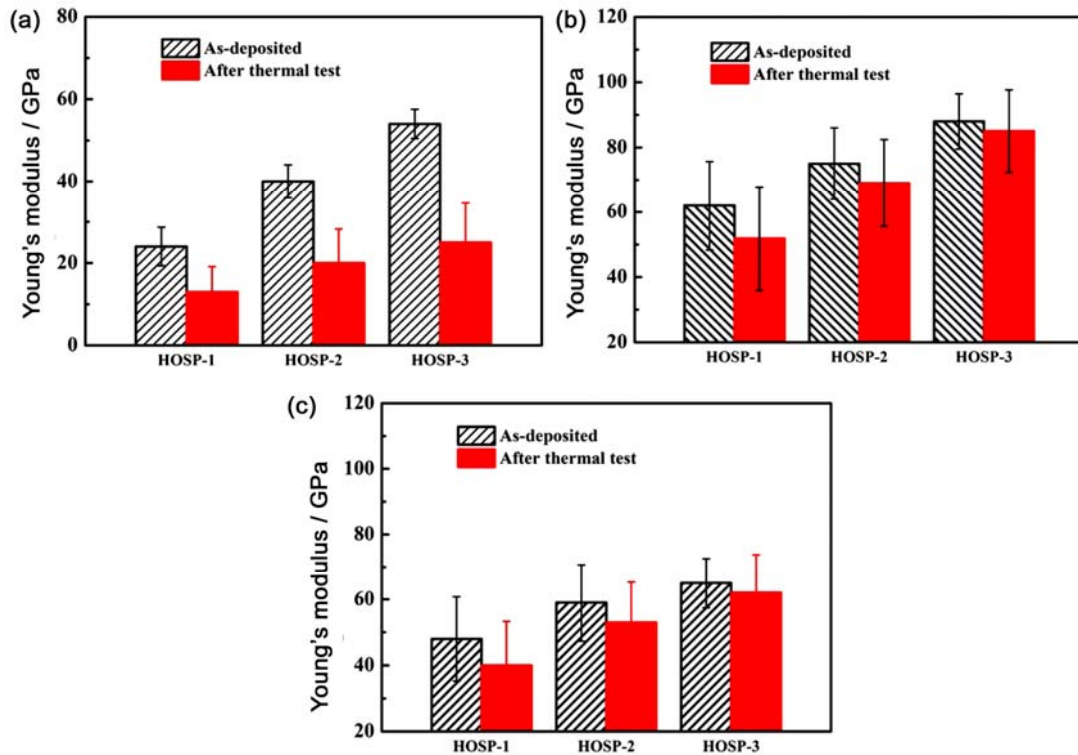 (a)
80
60
40
20
0
Young's modulus / GPa
As-deposited
After thermal test
HOSP-1 HOSP-2 HOSP-3
(b)
120
100
80
60
40
20
Young's modulus / GPa
As-deposited
After thermal test
HOSP-1 HOSP-2 HOSP-3
(c)
120
100
80
60
40
20
Young's modulus / GPa
As-deposited
After thermal test
HOSP-1 HOSP-2 HOSP-3